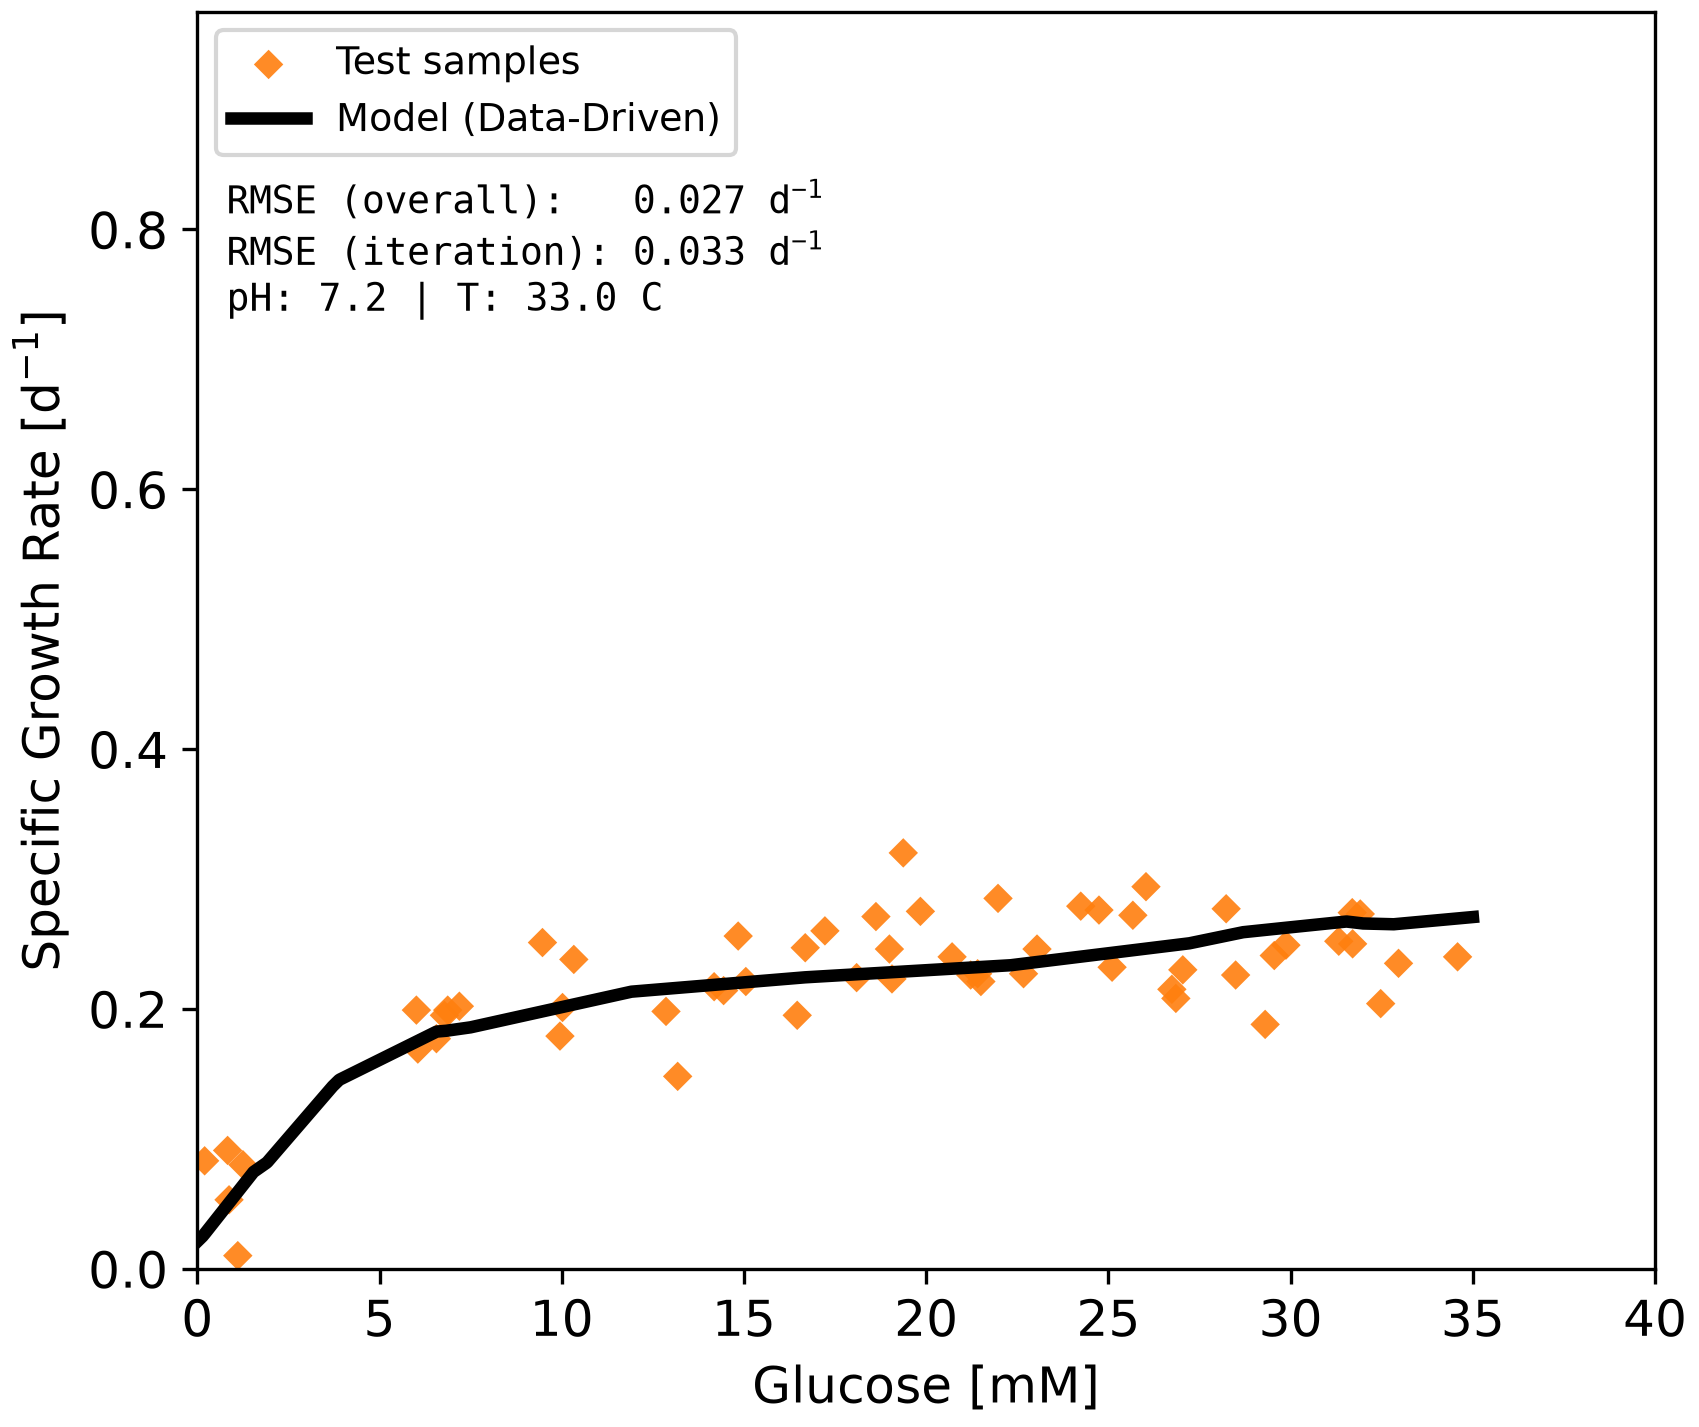 Test samples
Model (Data-Driven)
RMSE (overall):   0.027 d⁻¹
RMSE (iteration): 0.033 d⁻¹
pH: 7.2 | T: 33.0 C
Specific Growth Rate [d⁻¹]
0.8
0.6
0.4
0.2
0.0
0 5 10 15 20 25 30 35 40
Glucose [mM]